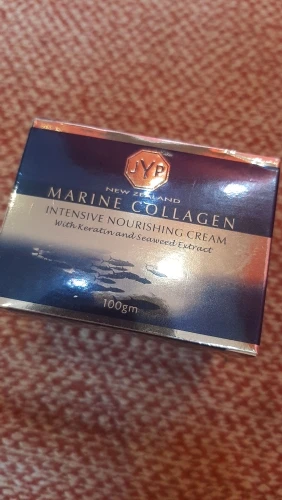 JYP
NEW ZEALAND
MARINE COLLAGEN
INTENSIVE NOURISHING CREAM
With Keratin and Seaweed Extract
100gm